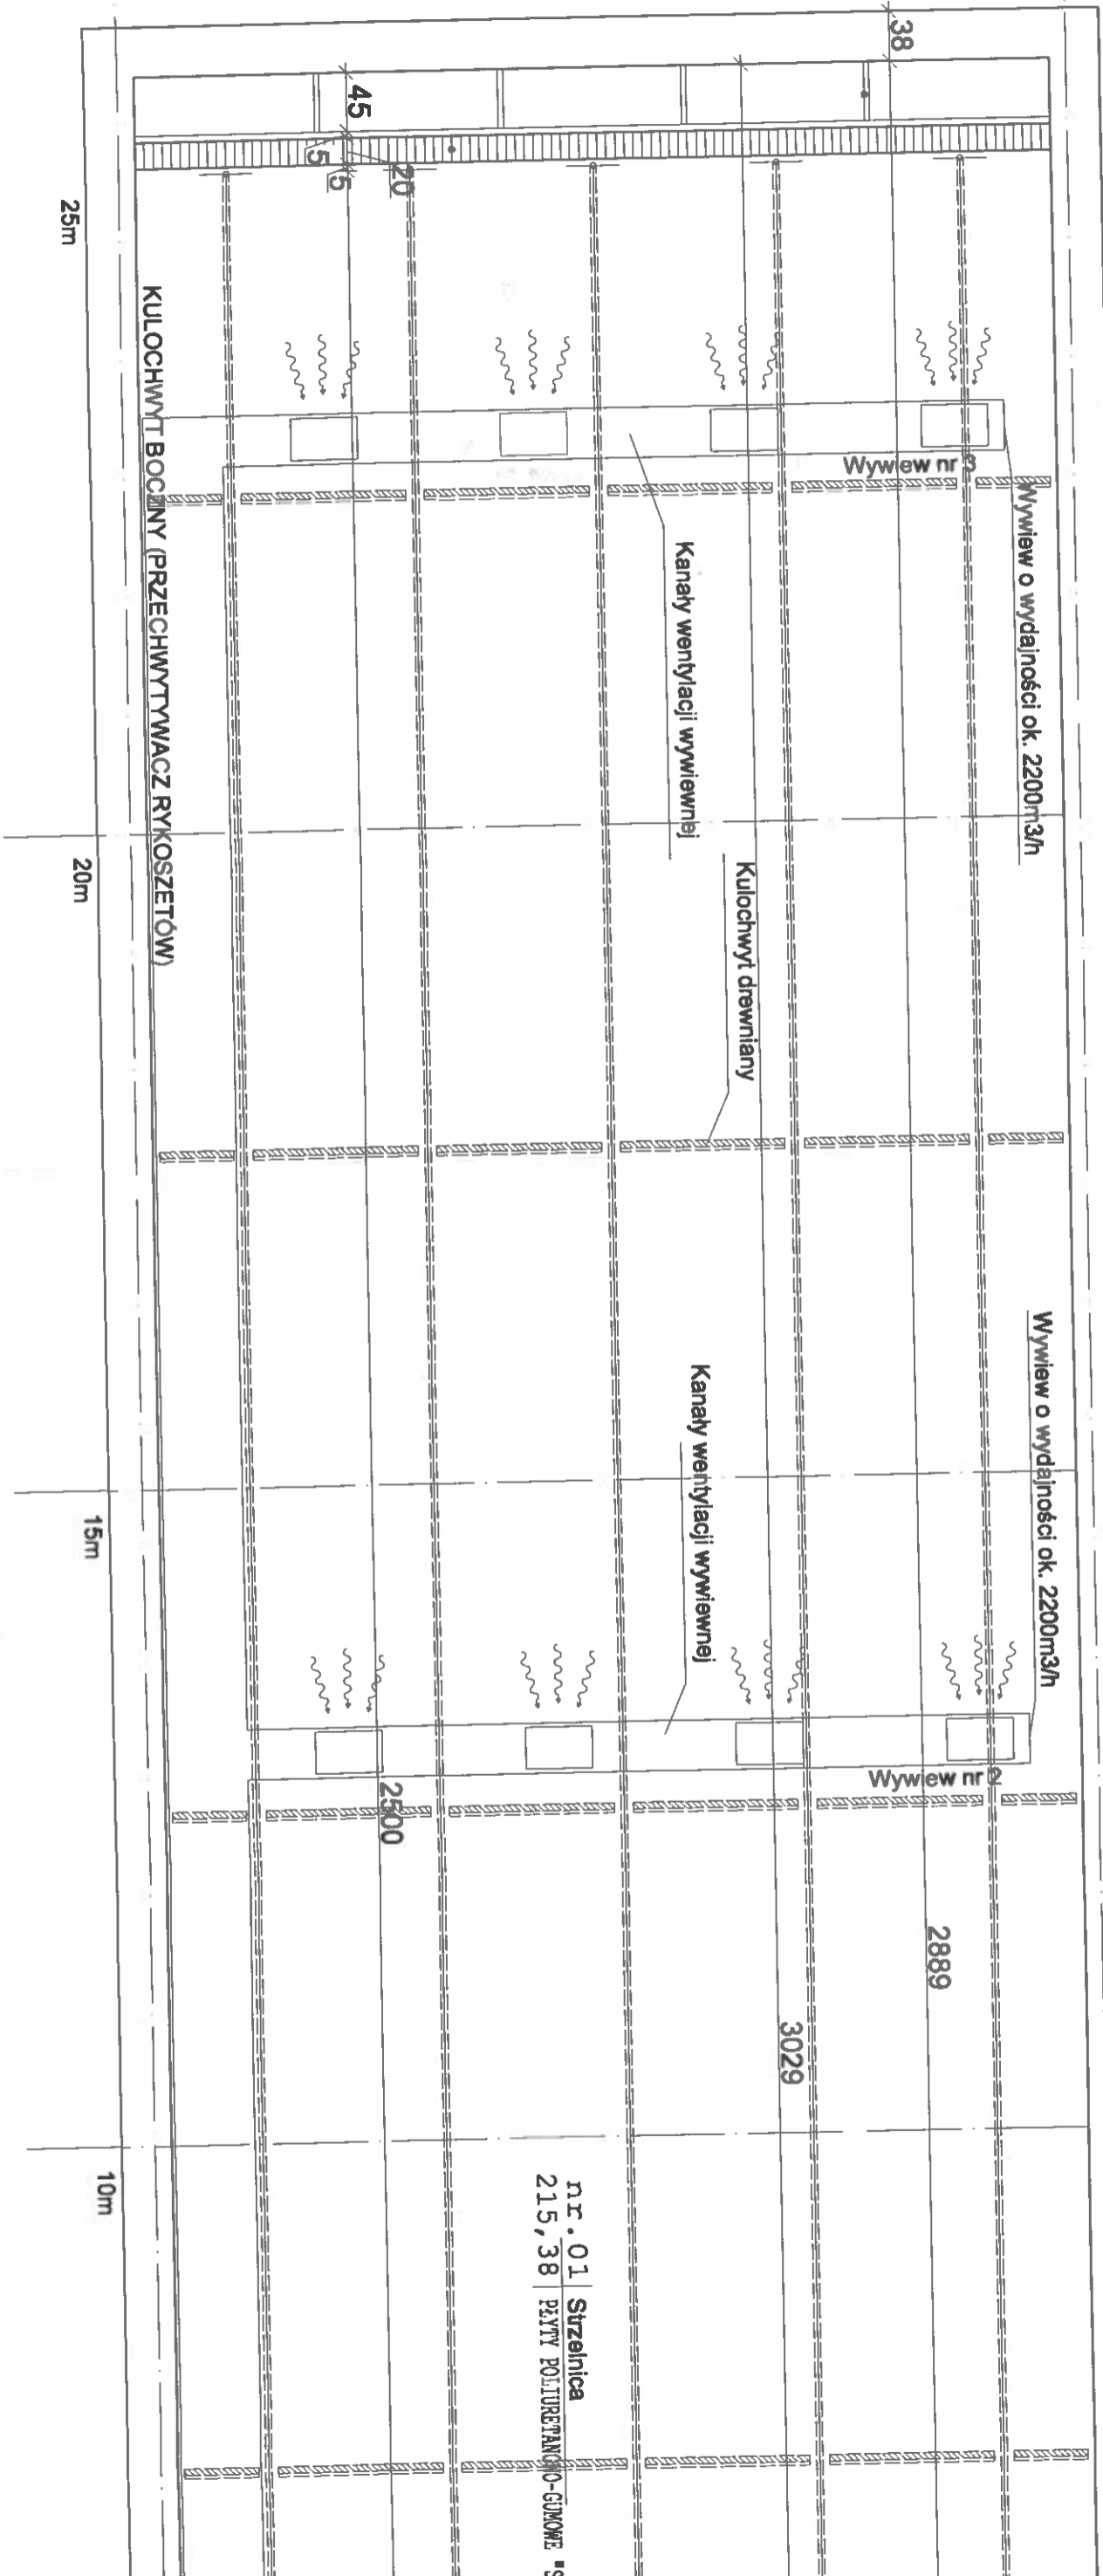 38
45
5
5
20
25m
KULOCHWYT BOCZNY (PRZECHWYTYWACZ RYKOSZETÓW)
Wywiew nr 3
Wywiew o wydajności ok. 2200m3/h
Kanały wentylacji wywiewnej
20m
Kulochwyt drewniany
15m
Wywiew o wydajności ok. 2200m3/h
Kanały wentylacji wywiewnej
Wywiew nr 2
2500
2889
3029
10m
nr.01 Strzelnica
215,38 PŁYTY POLIURETANOWO-GUMOWE "S